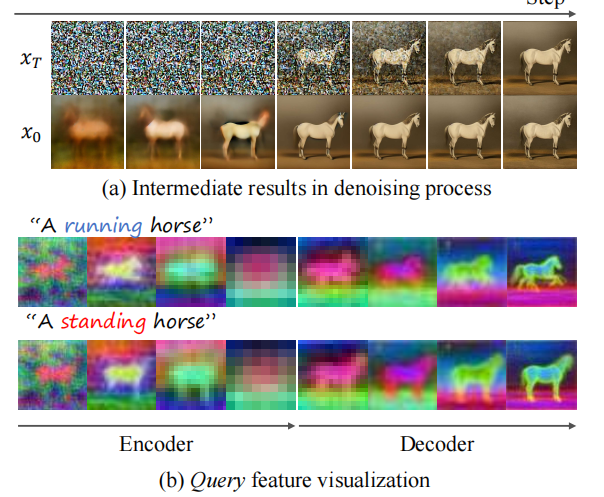 Step
x_T
x_0
(a) Intermediate results in denoising process
“A running horse”
“A standing horse”
Encoder Decoder
(b) Query feature visualization